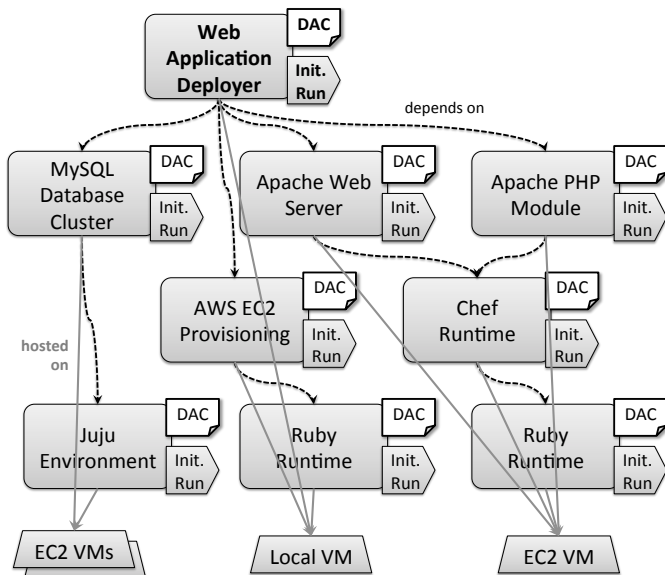 Web
Application
Deployer
DAC
Init.
Run
depends on
MySQL
Database
Cluster
DAC
Init.
Run
Apache Web
Server
DAC
Init.
Run
Apache PHP
Module
DAC
Init.
Run
AWS EC2
Provisioning
DAC
Init.
Run
Chef
Runtime
DAC
Init.
Run
hosted
on
Juju
Environment
DAC
Init.
Run
Ruby
Runtime
DAC
Init.
Run
Ruby
Runtime
DAC
Init.
Run
EC2 VMs
Local VM
EC2 VM